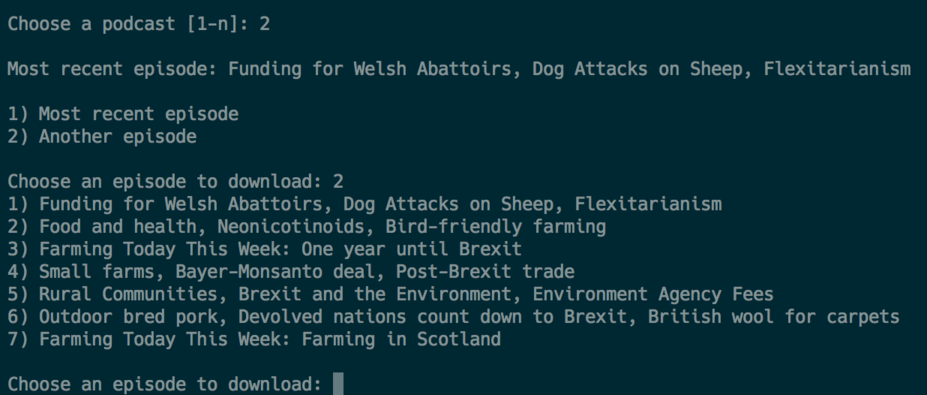 Choose a podcast [1-n]: 2
Most recent episode: Funding for Welsh Abattoirs, Dog Attacks on Sheep, Flexitarianism
1) Most recent episode
2) Another episode
Choose an episode to download: 2
1) Funding for Welsh Abattoirs, Dog Attacks on Sheep, Flexitarianism
2) Food and health, Neonicotinoids, Bird-friendly farming
3) Farming Today This Week: One year until Brexit
4) Small farms, Bayer-Monsanto deal, Post-Brexit trade
5) Rural Communities, Brexit and the Environment, Environment Agency Fees
6) Outdoor bred pork, Devolved nations count down to Brexit, British wool for carpets
7) Farming Today This Week: Farming in Scotland
Choose an episode to download: